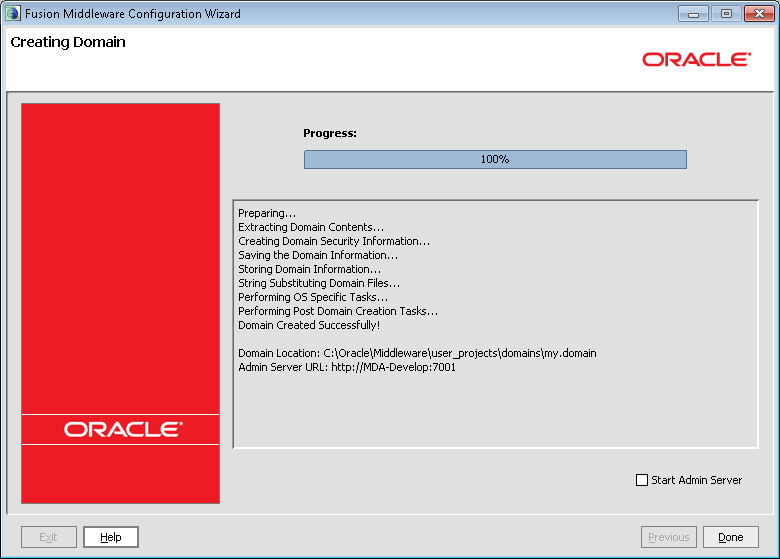 Fusion Middleware Configuration Wizard
Creating Domain
ORACLE®
Progress:
100%
Preparing...
Extracting Domain Contents...
Creating Domain Security Information...
Saving the Domain Information...
Storing Domain Information...
String Substituting Domain Files...
Performing OS Specific Tasks...
Performing Post Domain Creation Tasks...
Domain Created Successfully!
Domain Location: C:\Oracle\Middleware\user_projects\domains\my.domain
Admin Server URL: http://MDA-Develop:7001
ORACLE®
Start Admin Server
Exit
Help
Previous
Done